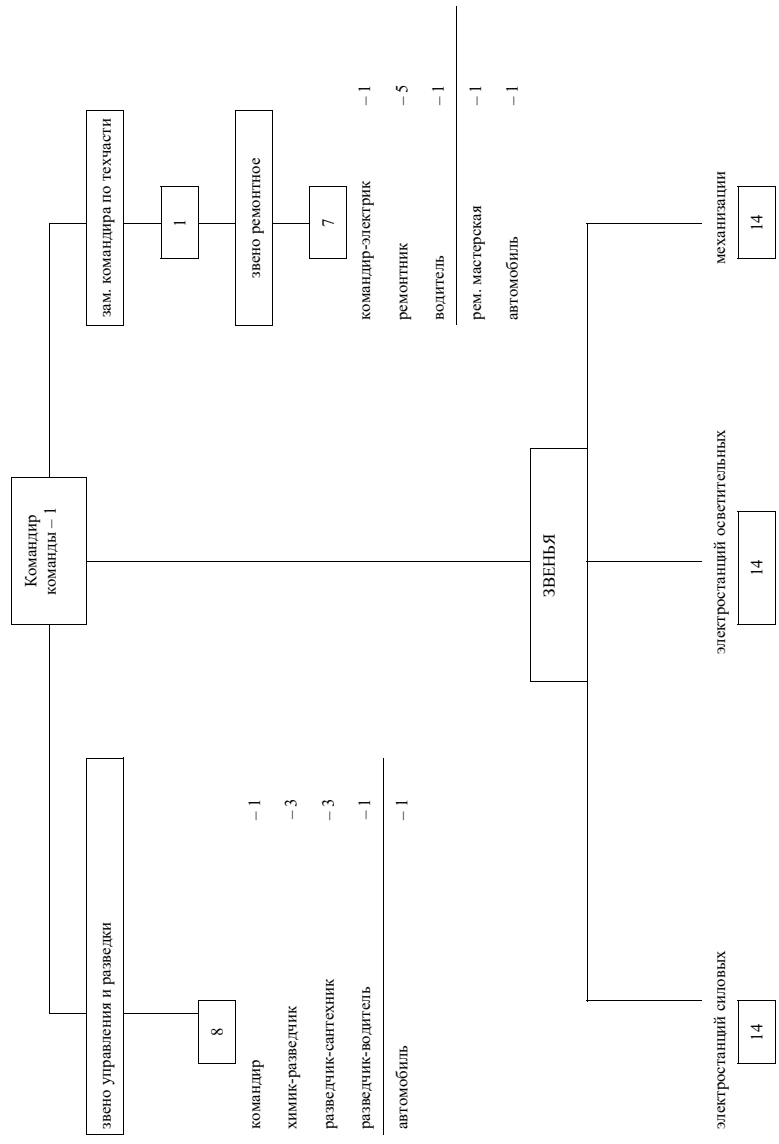 Командир
команды – 1
звено управления и разведки
8
командир – 1
химик-разведчик – 3
разведчик-сантехник – 3
разведчик-водитель – 1
автомобиль – 1
зам. командира по техчасти
1
звено ремонтное
7
командир-электрик – 1
ремонтник – 5
водитель – 1
рем. мастерская – 1
автомобиль – 1
ЗВЕНЬЯ
электростанций силовых
14
электростанций осветительных
14
механизации
14